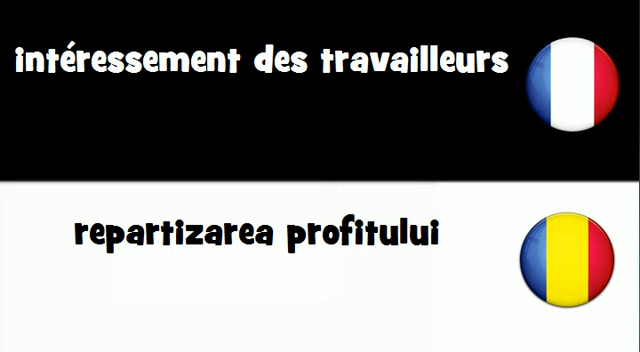 intéressement des travailleurs
repartizarea profitului